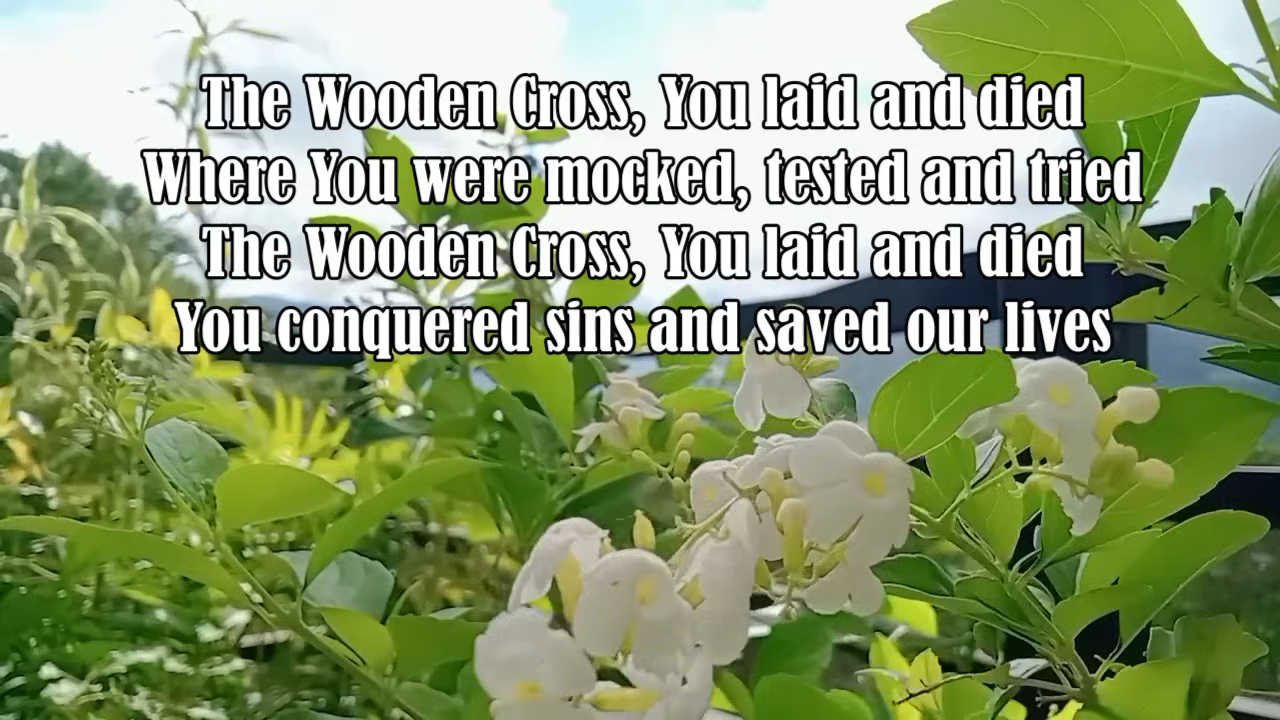 The Wooden Cross, You laid and died
Where You were mocked, tested and tried
The Wooden Cross, You laid and died
You conquered sins and saved our lives